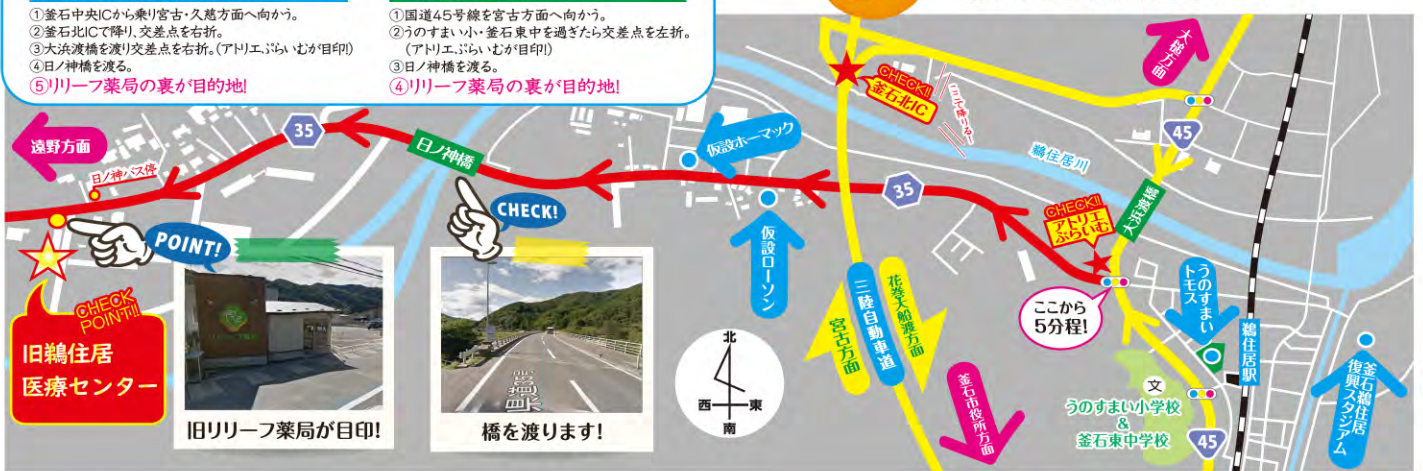 ①釜石中央ICから乗り宮古・久慈方面へ向かう。
②釜石北ICで降り、交差点を右折。
③大浜渡橋を渡り交差点を右折。(アトリエぷらいむが目印!)
④日ノ神橋を渡る。
⑤リリーフ薬局の裏が目的地!
①国道45号線を宮古方面へ向かう。
②うのすまい小・釜石東中を過ぎたら交差点を左折。
(アトリエぷらいむが目印!)
③日ノ神橋を渡る。
④リリーフ薬局の裏が目的地!
大槌方面
CHECK!!
釜石北IC
ここで降りる!
45
鵜住居川
遠野方面
35
日ノ神橋
日ノ神バス停
仮設ホーマック
35
大浜渡橋
CHECK!!
アトリエ
ぷらいむ
CHECK!
POINT!
仮設ローソン
三陸自動車道
花巻大船渡方面
宮古方面
ここから
5分程!
うのすまい
トモス
鵜住居駅
釜石鵜住居
復興スタジアム
CHECK
POINT!!
旧鵜住居
医療センター
県道35号
北
西
東
南
釜石市役所方面
文
うのすまい小学校
&
釜石東中学校
45
旧リリーフ薬局が目印!
橋を渡ります!